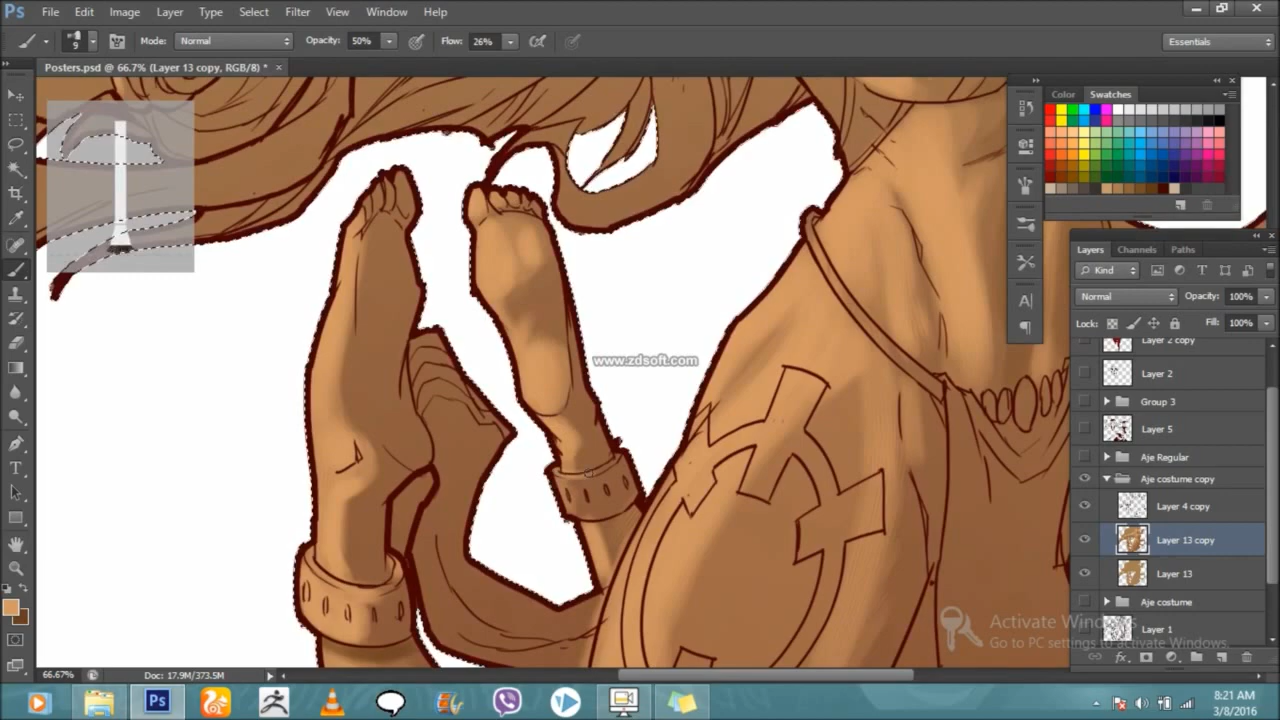 Ps File Edit Image Layer Type Select Filter View Window Help
9 Mode: Normal Opacity: 50% Flow: 26% Essentials
Posters.psd @ 66.7% (Layer 13 copy, RGB/8) * ×
Color Swatches
www.zdsoft.com
Layers Channels Paths
Kind
Normal Opacity: 100%
Lock: Fill: 100%
Layer 2 copy
Layer 2
Group 3
Layer 5
Aje Regular
Aje costume copy
Layer 4 copy
Layer 13 copy
Layer 13
Aje costume
Layer 1
Activate Windows
Go to PC settings to activate Windows.
66.67% Doc: 17.9M/373.5M
8:21 AM
3/8/2016